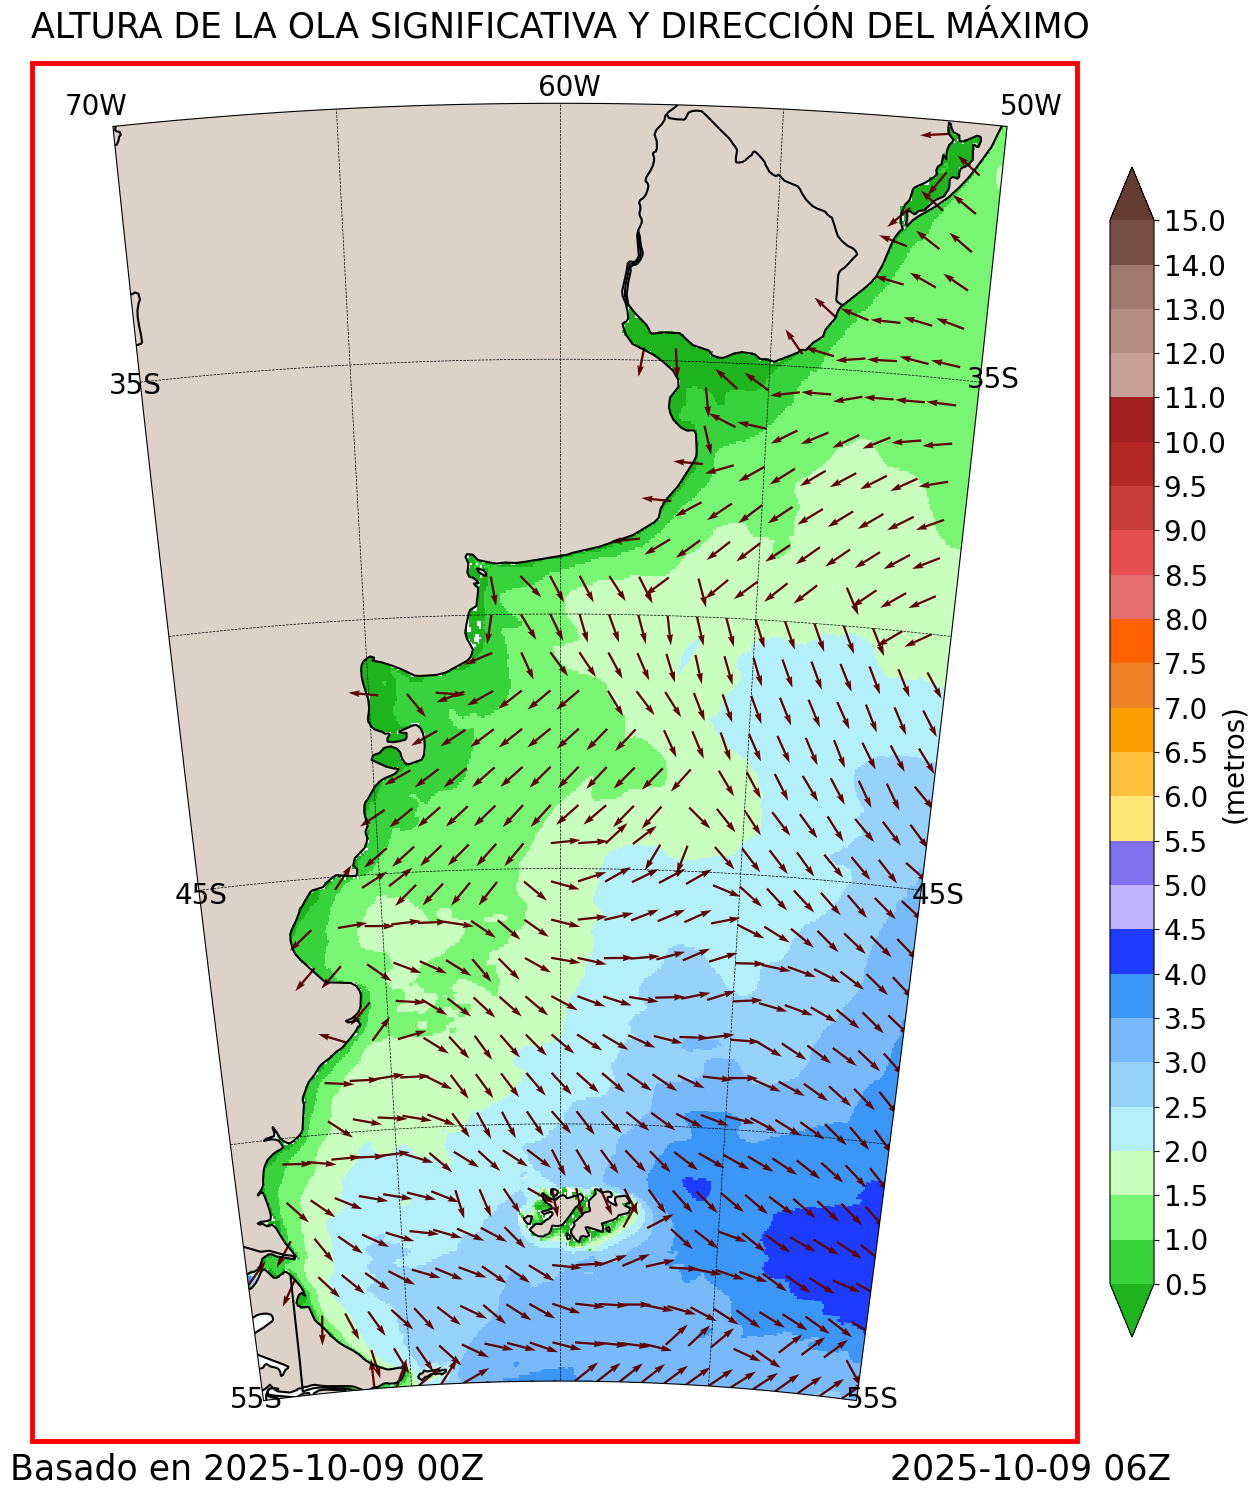 ALTURA DE LA OLA SIGNIFICATIVA Y DIRECCIÓN DEL MÁXIMO
70W
60W
50W
35S
35S
45S
45S
55S
55S
15.0
14.0
13.0
12.0
11.0
10.0
9.5
9.0
8.5
8.0
7.5
7.0
6.5
6.0
5.5
5.0
4.5
4.0
3.5
3.0
2.5
2.0
1.5
1.0
0.5
(metros)
Basado en 2025-10-09 00Z
2025-10-09 06Z